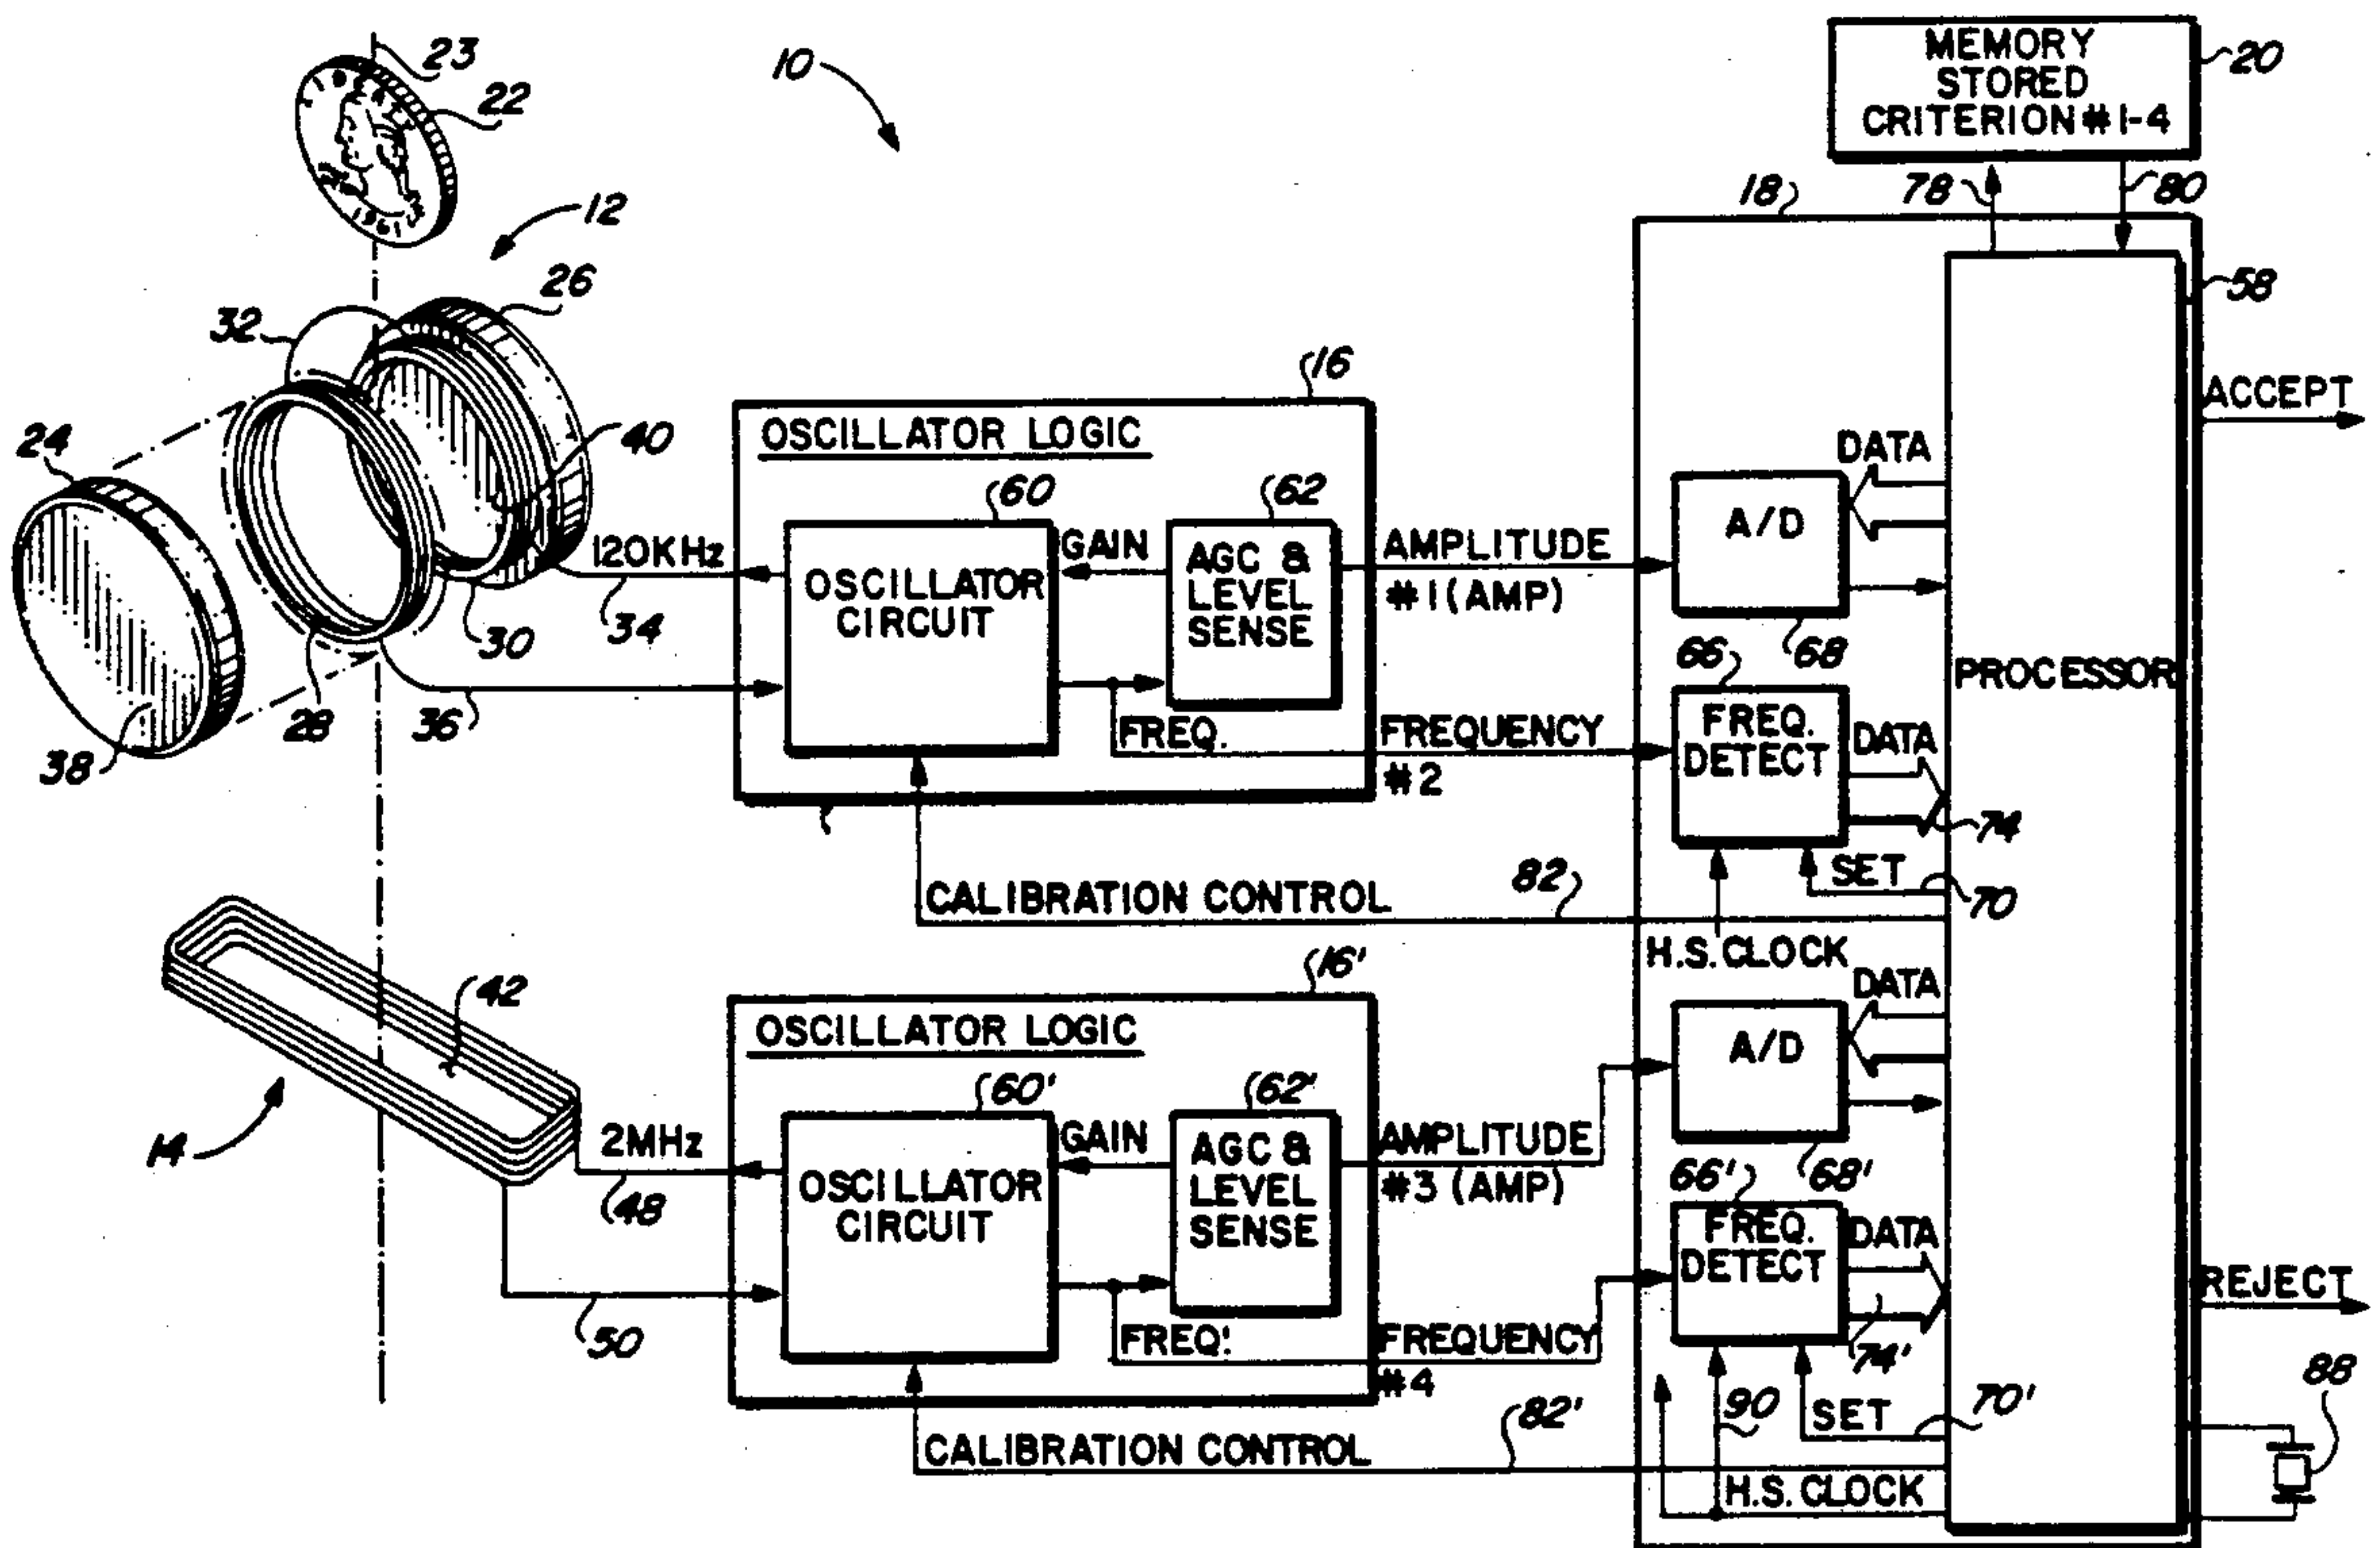 23
22
12
10
MEMORY
STORED
CRITERION #1-4
20
18
78
80
58
26
32
16
ACCEPT
24
40
OSCILLATOR LOGIC
DATA
60
62
A/D
120KHz
GAIN
AGC &
LEVEL
SENSE
AMPLITUDE
#1 (AMP)
OSCILLATOR
CIRCUIT
30
34
66
68
PROCESSOR
28
36
38
FREQ.
FREQUENCY
#2
FREQ.
DETECT
DATA
74
SET
70
CALIBRATION CONTROL
82
H.S. CLOCK
42
16'
DATA
OSCILLATOR LOGIC
A/D
60'
62'
14
2MHz
GAIN
AGC &
LEVEL
SENSE
AMPLITUDE
#3 (AMP)
66'
68'
48
OSCILLATOR
CIRCUIT
FREQ.
DETECT
DATA
REJECT
50
FREQ'.
FREQUENCY
#4
74'
88
90
SET
70'
CALIBRATION CONTROL
82'
H.S. CLOCK